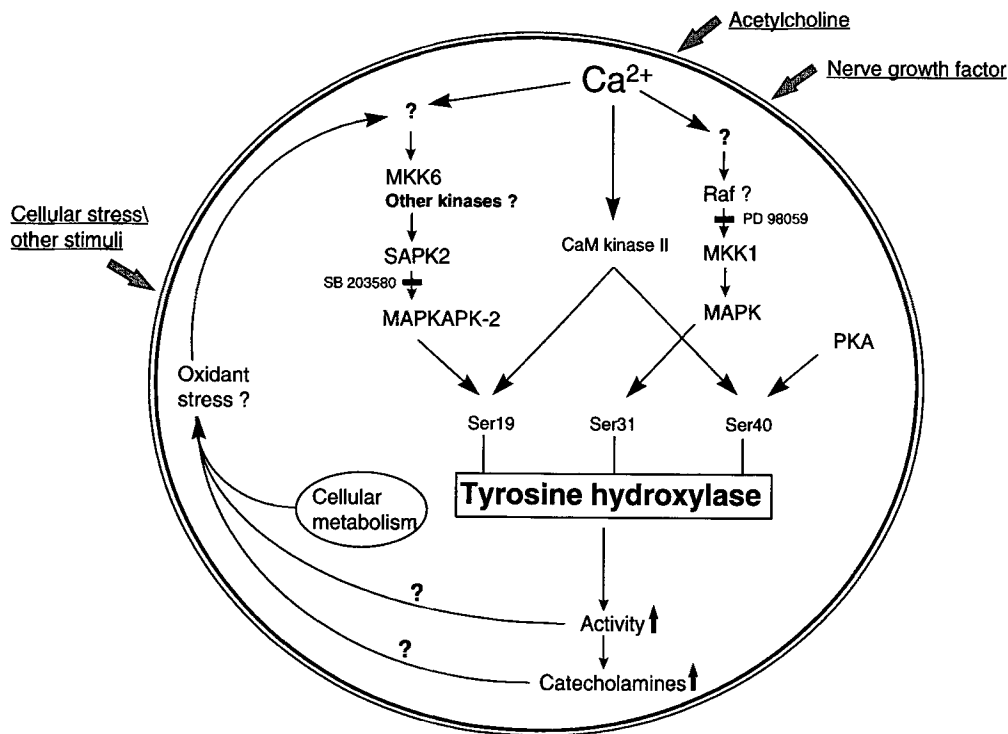 Acetylcholine
Nerve growth factor
Ca2+
?
?
MKK6
Other kinases ?
Raf ?
PD 98059
Cellular stress\
other stimuli
SAPK2
CaM kinase II
MKK1
SB 203580
MAPKAPK-2
MAPK
PKA
Oxidant
stress ?
Ser19
Ser31
Ser40
Tyrosine hydroxylase
Cellular
metabolism
?
Activity
?
Catecholamines